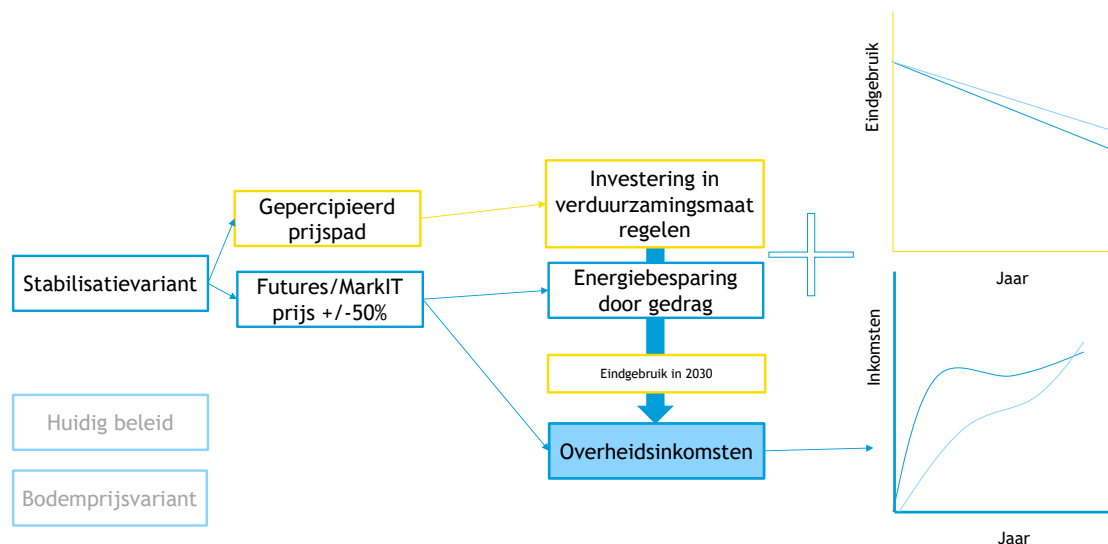 Stabilisatievariant
Huidig beleid
Bodemprijsvariant
Gepercipieerd
prijspad
Futures/MarkIT
prijs +/-50%
Investering in
verduurzamingsmaat
regelen
Energiebesparing
door gedrag
Eindgebruik in 2030
Overheidsinkomsten
Eindgebruik
Jaar
Inkomsten
Jaar